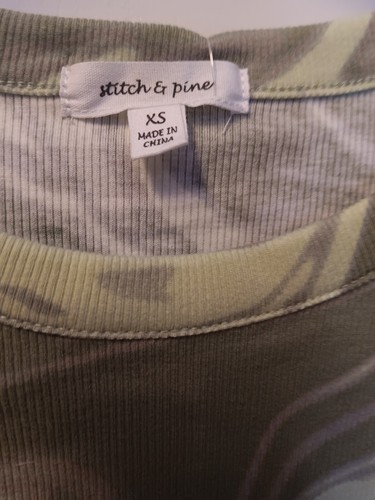 stitch & pine
XS
MADE IN
CHINA